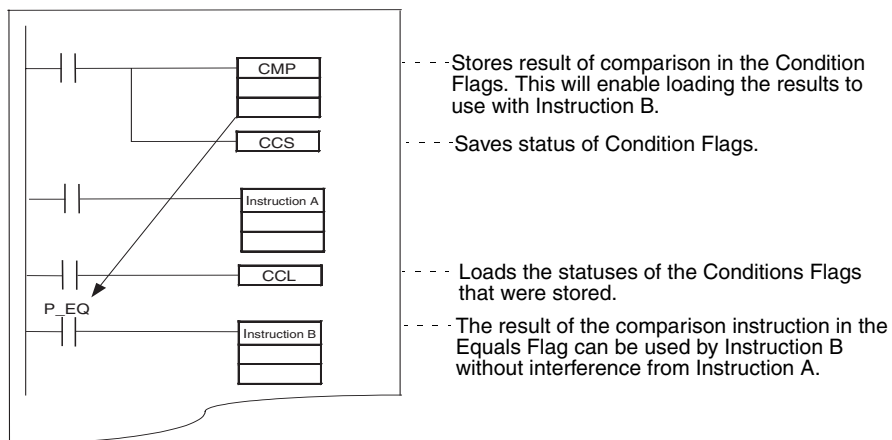 CMP
Stores result of comparison in the Condition
Flags. This will enable loading the results to
use with Instruction B.
CCS
Saves status of Condition Flags.
Instruction A
CCL
Loads the statuses of the Conditions Flags
that were stored.
P_EQ
Instruction B
The result of the comparison instruction in the
Equals Flag can be used by Instruction B
without interference from Instruction A.